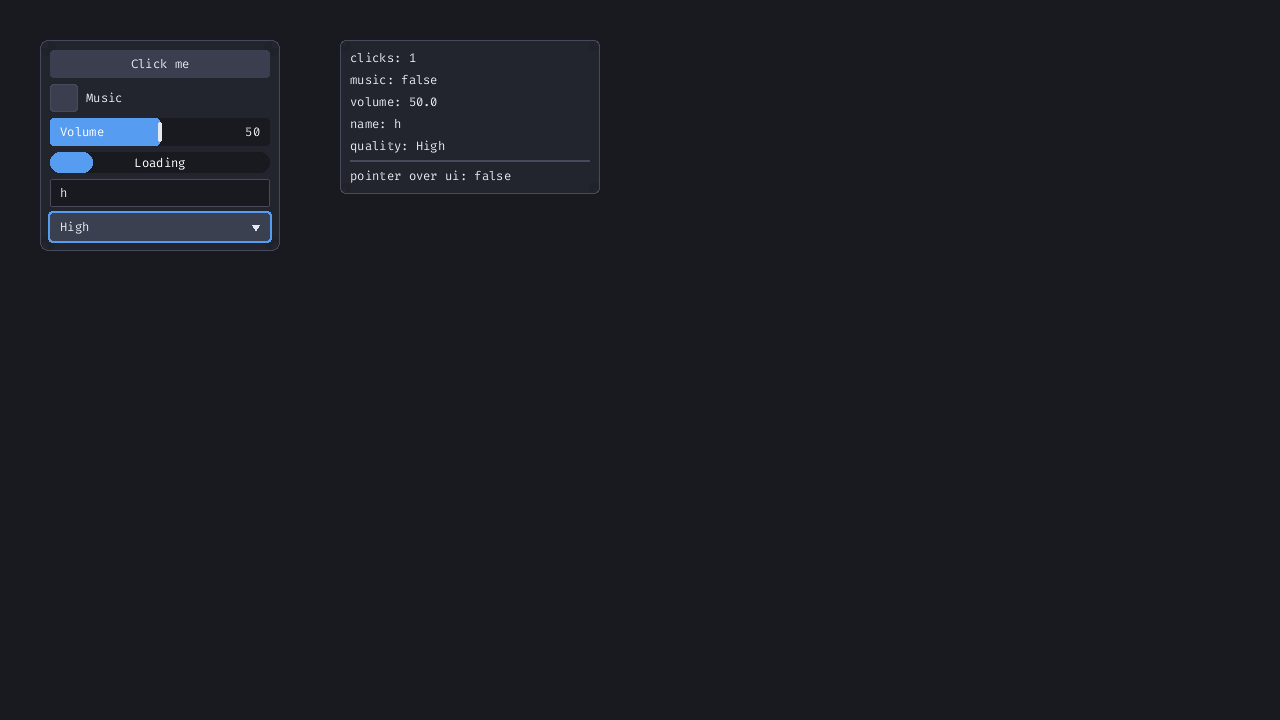 Click me
Music
Volume 50
Loading
h
High
clicks: 1
music: false
volume: 50.0
name: h
quality: High
pointer over ui: false